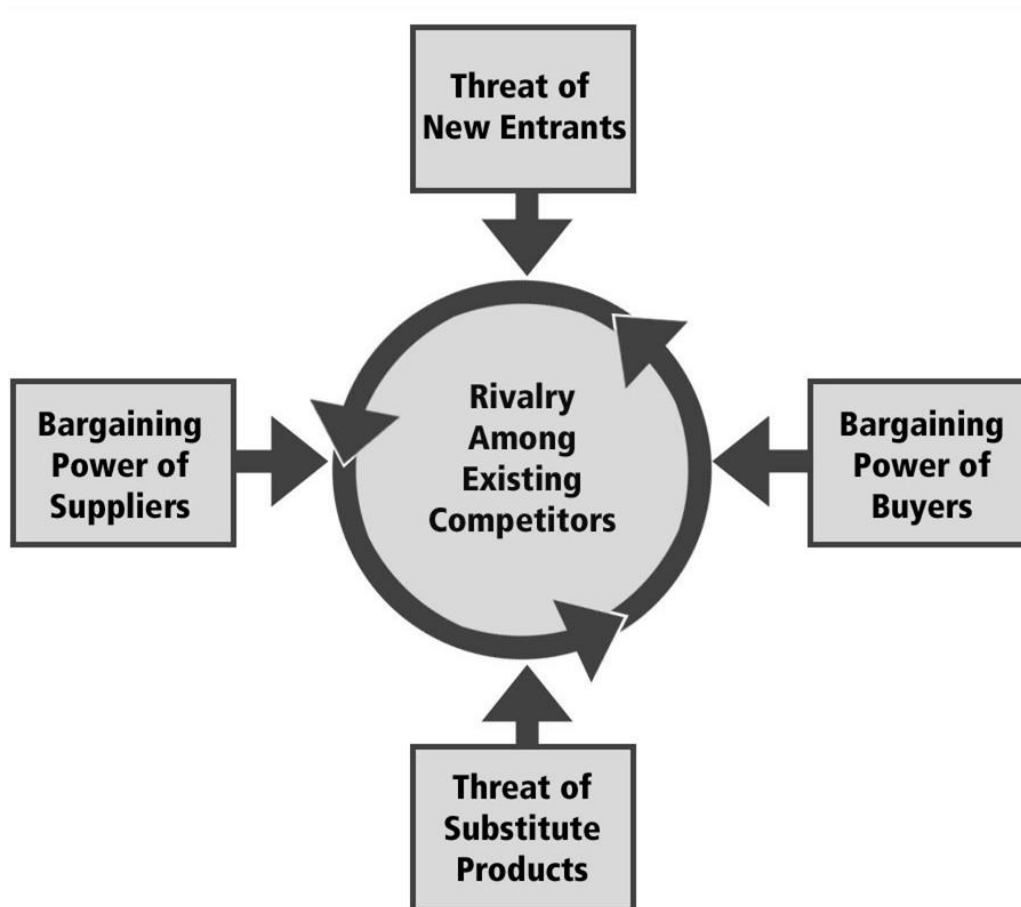 Threat of
New Entrants
Bargaining
Power of
Suppliers
Rivalry
Among
Existing
Competitors
Bargaining
Power of
Buyers
Threat of
Substitute
Products